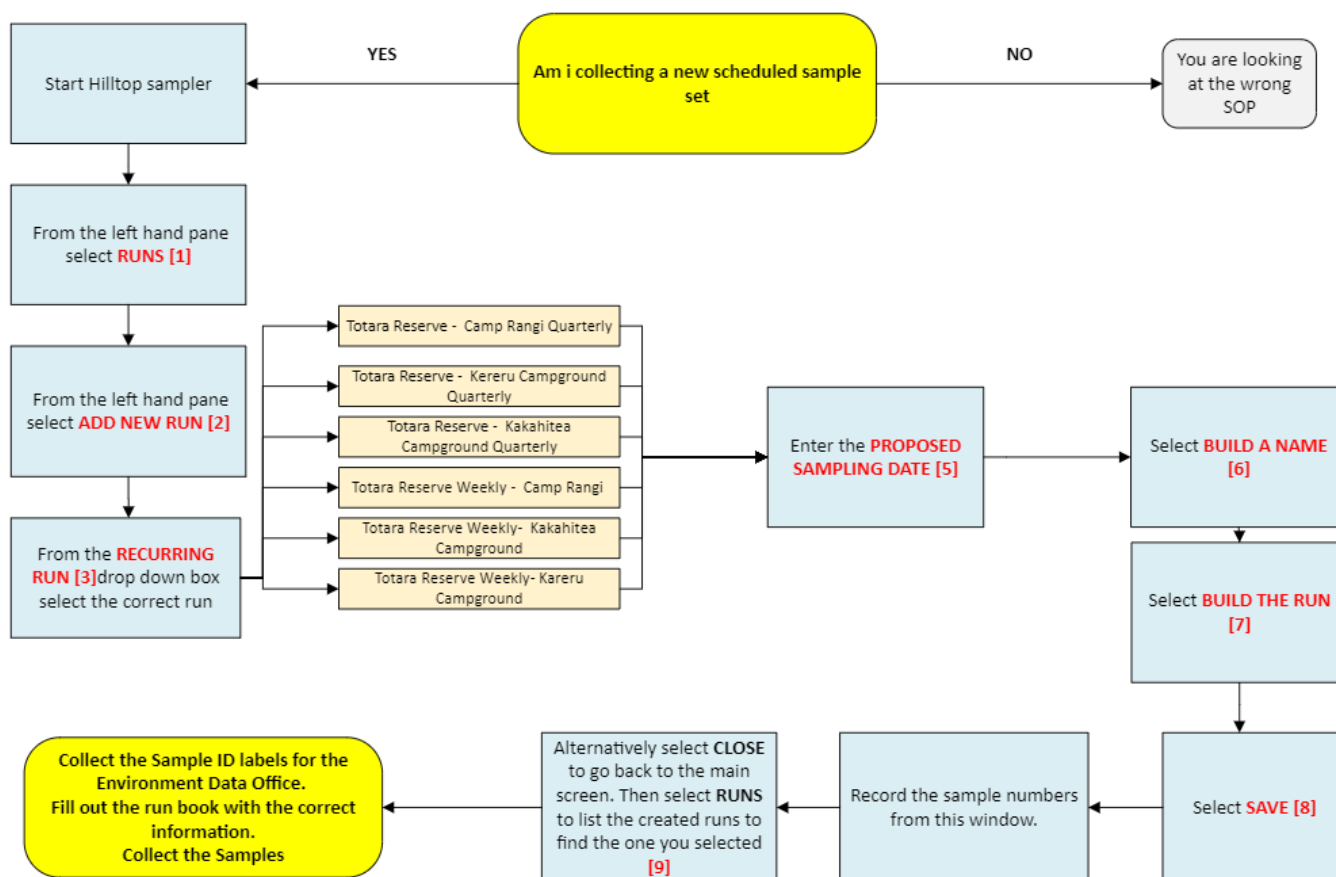 YES
Am i collecting a new scheduled sample
set
NO
Start Hilltop sampler
You are looking
at the wrong
SOP
From the left hand pane
select RUNS [1]
From the left hand pane
select ADD NEW RUN [2]
From the RECURRING
RUN [3]drop down box
select the correct run
Totara Reserve -  Camp Rangi Quarterly
Totara Reserve -  Kereru Campground
Quarterly
Totara Reserve -  Kakahitea
Campground Quarterly
Totara Reserve Weekly - Camp Rangi
Totara Reserve Weekly-  Kakahitea
Campground
Totara Reserve Weekly- Kareru
Campground
Enter the PROPOSED
SAMPLING DATE [5]
Select BUILD A NAME
[6]
Select BUILD THE RUN
[7]
Select SAVE [8]
Record the sample numbers
from this window.
Alternatively select CLOSE
to go back to the main
screen. Then select RUNS
to list the created runs to
find the one you selected
[9]
Collect the Sample ID labels for the
Environment Data Office.
Fill out the run book with the correct
information.
Collect the Samples